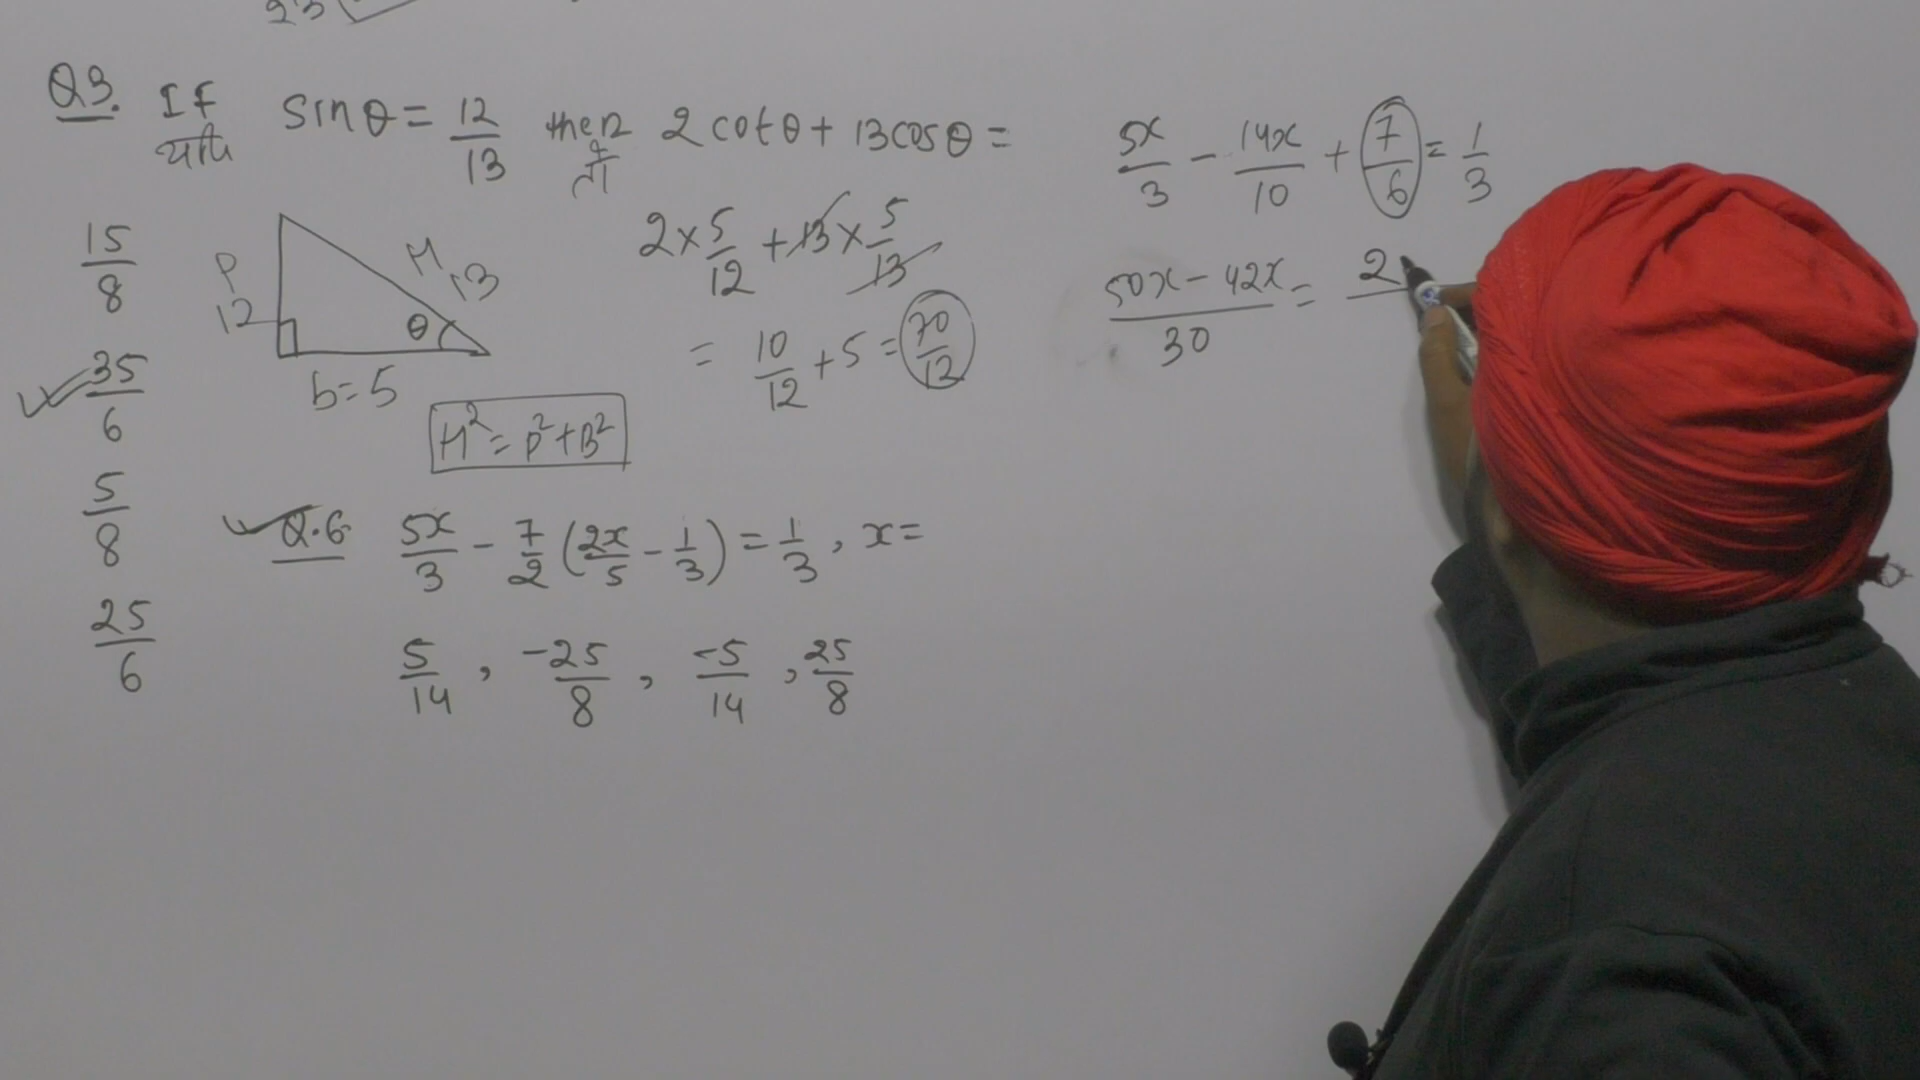 23
Q3. If sinθ = 12/13 then 2cotθ + 13cosθ =
यदि तो
15/8
35/6
5/8
25/6
P
12
H
13
θ
b=5
2×5/12 + 13×5/13
= 10/12 + 5 = 70/12
H² = P² + B²
Q.6 5x/3 - 7/2 (2x/5 - 1/3) = 1/3, x =
5/14, -25/8, -5/14, 25/8
5x/3 - 14x/10 + 7/6 = 1/3
50x - 42x/30 = 2